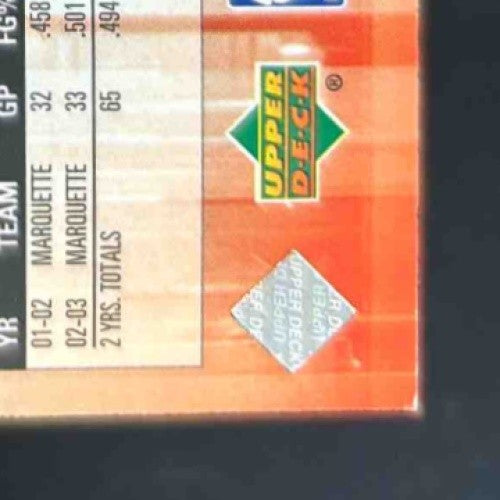 YR TEAM GP FG%
01-02 MARQUETTE 32 .458
02-03 MARQUETTE 33 .501
2 YRS. TOTALS 65 .494
UPPER
D·E·C·K
®
UPPER DECK